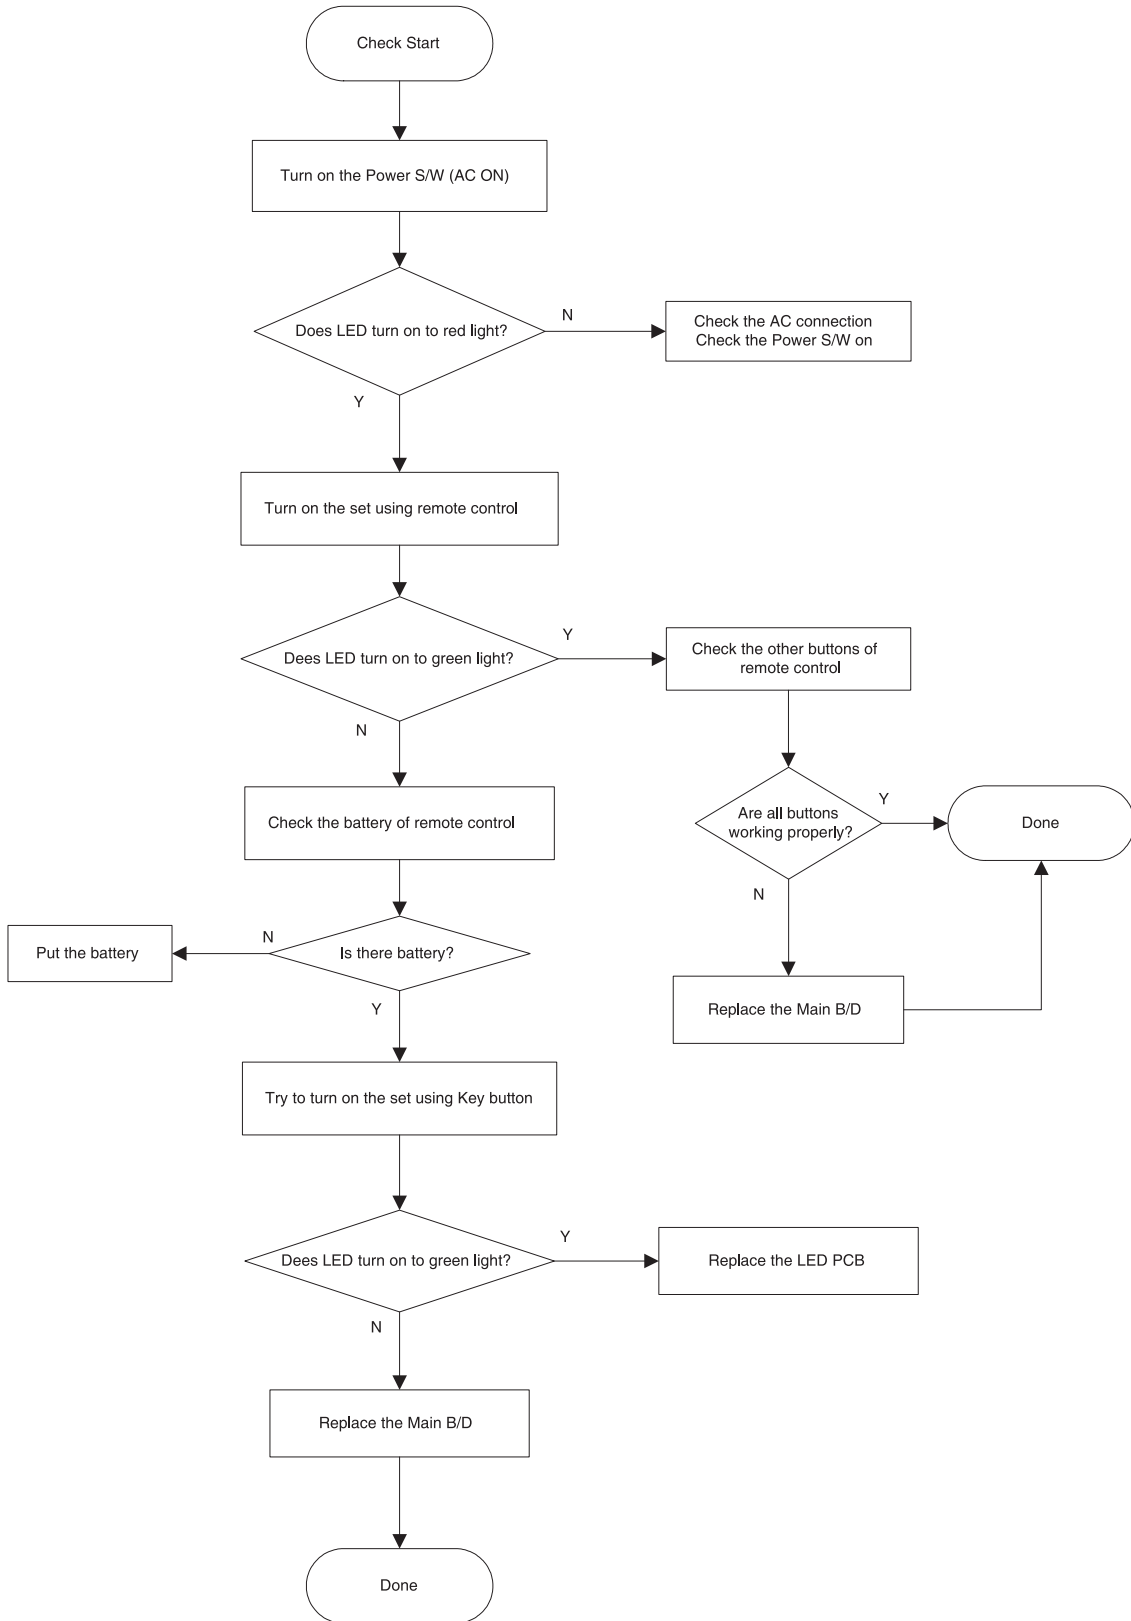 Check Start
Turn on the Power S/W (AC ON)
Does LED turn on to red light?
N
Check the AC connection
Check the Power S/W on
Y
Turn on the set using remote control
Dees LED turn on to green light?
Y
Check the other buttons of
remote control
N
Check the battery of remote control
Are all buttons
working properly?
Y
Done
N
Is there battery?
N
Put the battery
Y
Replace the Main B/D
Try to turn on the set using Key button
Dees LED turn on to green light?
Y
Replace the LED PCB
N
Replace the Main B/D
Done